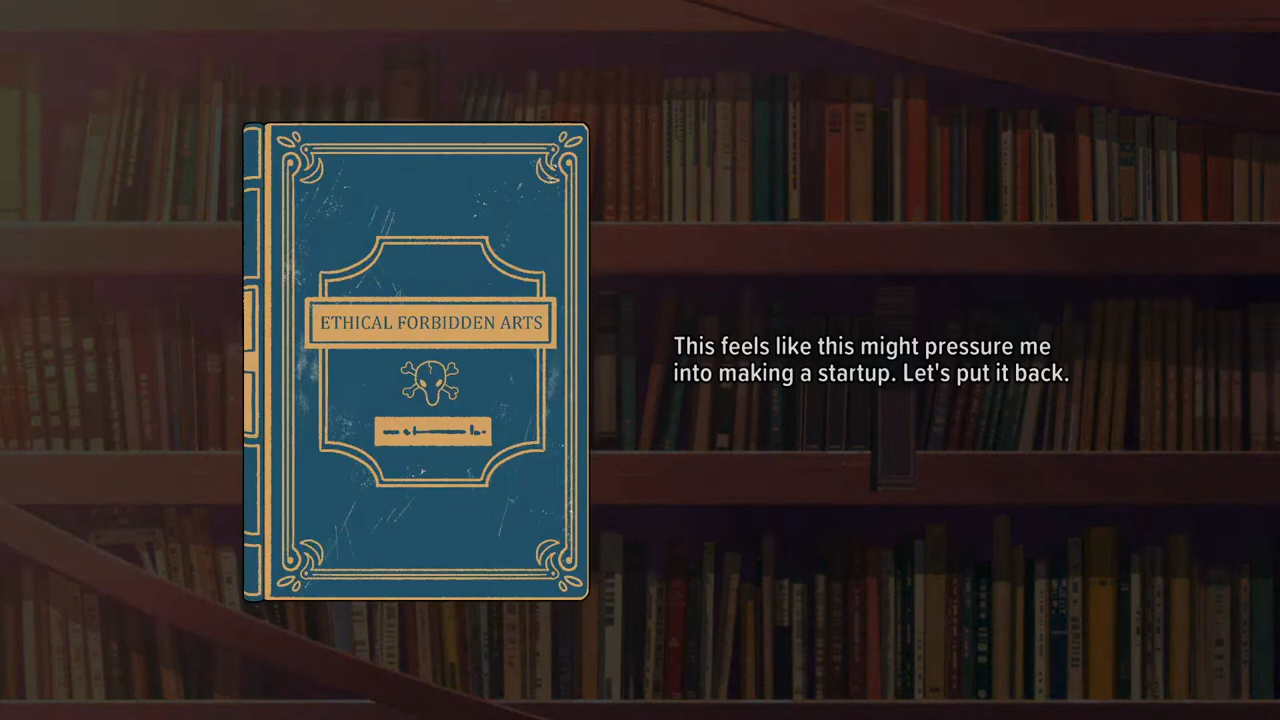 ETHICAL FORBIDDEN ARTS
This feels like this might pressure me
into making a startup. Let's put it back.